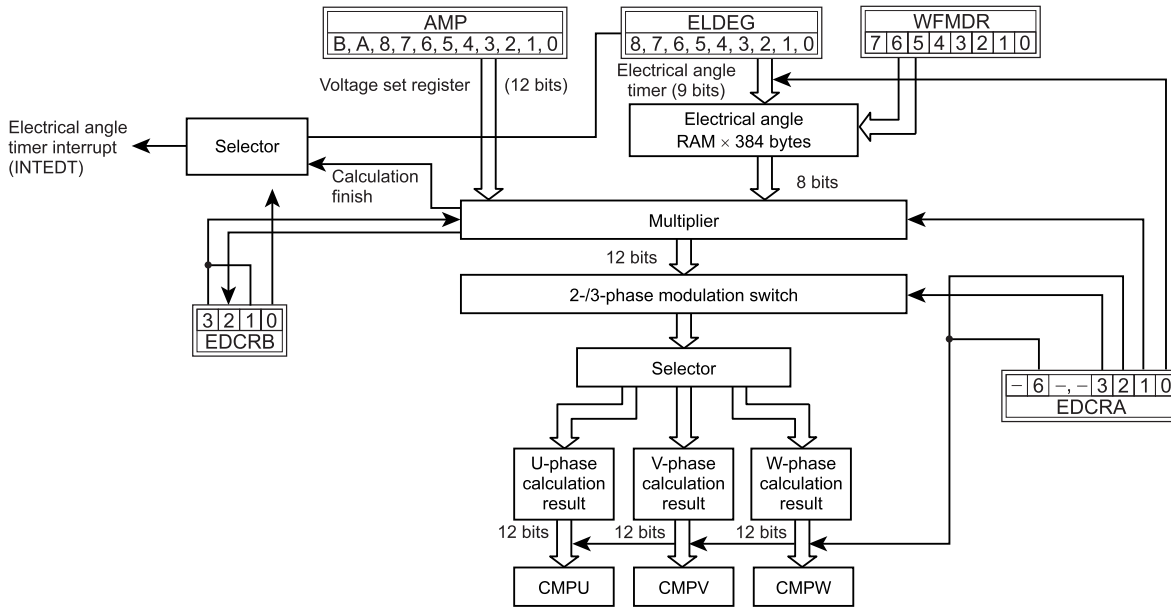 AMP
B, A, 8, 7, 6, 5, 4, 3, 2, 1, 0
ELDEG
8, 7, 6, 5, 4, 3, 2, 1, 0
WFMDR
7 6 5 4 3 2 1 0
Voltage set register
(12 bits)
Electrical angle
timer (9 bits)
Electrical angle
RAM × 384 bytes
8 bits
Electrical angle
timer interrupt
(INTEDT)
Selector
Calculation
finish
Multiplier
12 bits
2-/3-phase modulation switch
3 2 1 0
EDCRB
Selector
– 6 –, – 3 2 1 0
EDCRA
U-phase
calculation
result
V-phase
calculation
result
W-phase
calculation
result
12 bits
12 bits
12 bits
CMPU
CMPV
CMPW